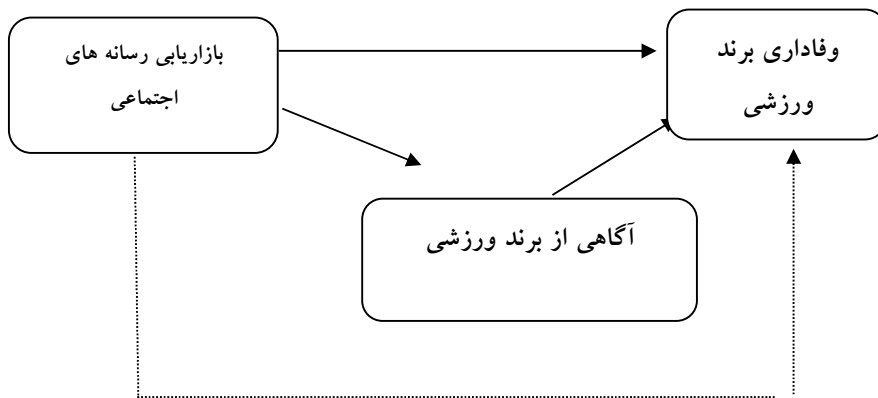 بازاریابی رسانه های
اجتماعی
وفاداری برند
ورزشی
آگاهی از برند ورزشی